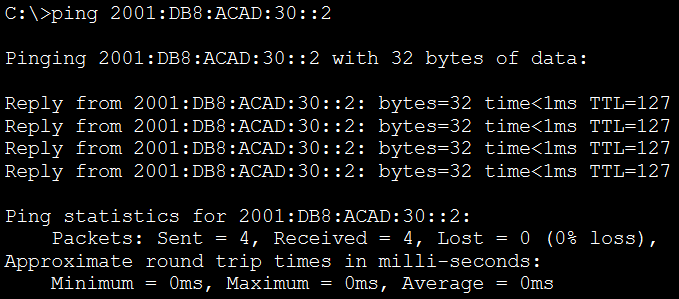 C:\>ping 2001:DB8:ACAD:30::2
Pinging 2001:DB8:ACAD:30::2 with 32 bytes of data:
Reply from 2001:DB8:ACAD:30::2: bytes=32 time<1ms TTL=127
Reply from 2001:DB8:ACAD:30::2: bytes=32 time<1ms TTL=127
Reply from 2001:DB8:ACAD:30::2: bytes=32 time<1ms TTL=127
Reply from 2001:DB8:ACAD:30::2: bytes=32 time<1ms TTL=127
Ping statistics for 2001:DB8:ACAD:30::2:
Packets: Sent = 4, Received = 4, Lost = 0 (0% loss),
Approximate round trip times in milli-seconds:
Minimum = 0ms, Maximum = 0ms, Average = 0ms